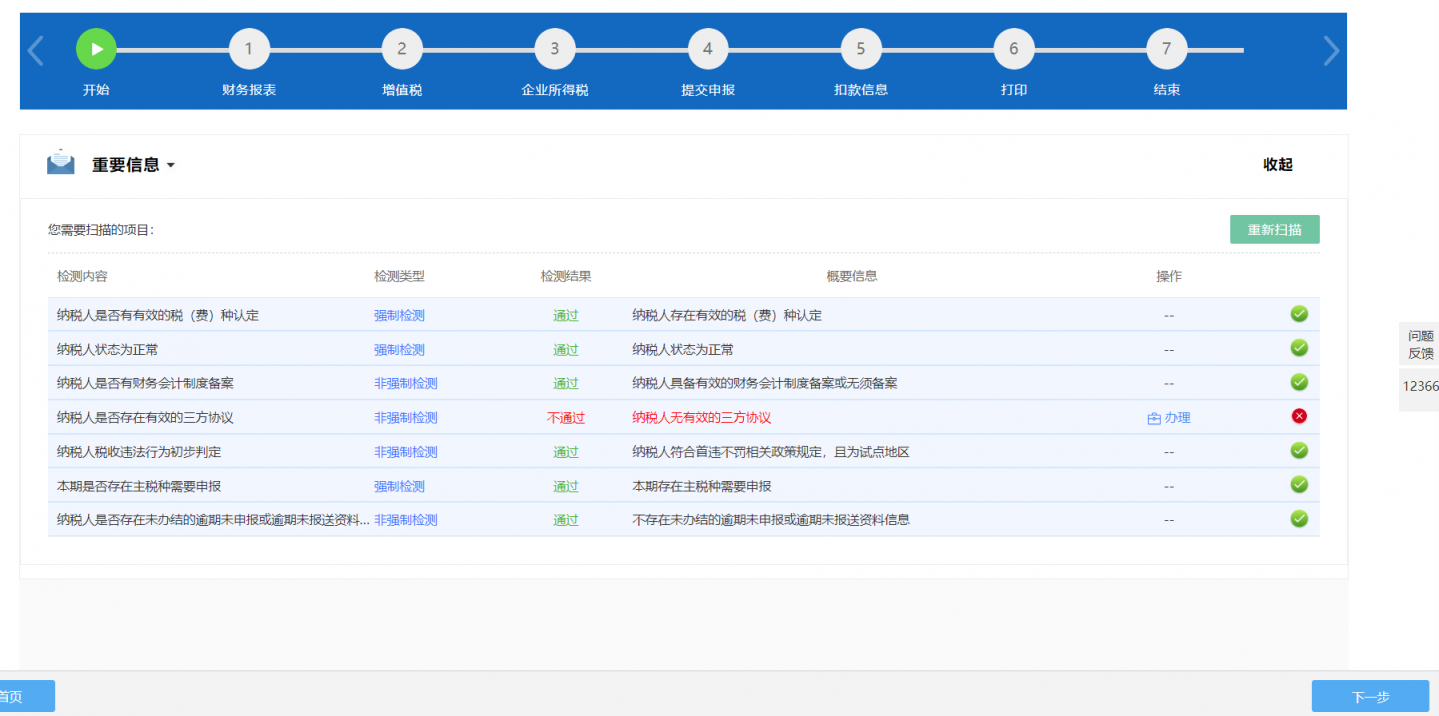 1 2 3 4 5 6 7
开始 财务报表 增值税 企业所得税 提交申报 扣款信息 打印 结束
重要信息 收起
您需要扫描的项目： 重新扫描
检测内容 检测类型 检测结果 概要信息 操作
纳税人是否有有效的税（费）种认定 强制检测 通过 纳税人存在有效的税（费）种认定 --
纳税人状态为正常 强制检测 通过 纳税人状态为正常 --
纳税人是否有财务会计制度备案 非强制检测 通过 纳税人具备有效的财务会计制度备案或无须备案 --
纳税人是否存在有效的三方协议 非强制检测 不通过 纳税人无有效的三方协议 办理
纳税人税收违法行为初步判定 非强制检测 通过 纳税人符合首违不罚相关政策规定，且为试点地区 --
本期是否存在主税种需要申报 强制检测 通过 本期存在主税种需要申报 --
纳税人是否存在未办结的逾期未申报或逾期未报送资料... 非强制检测 通过 不存在未办结的逾期未申报或逾期未报送资料信息 --
问题
反馈
12366
首页 下一步